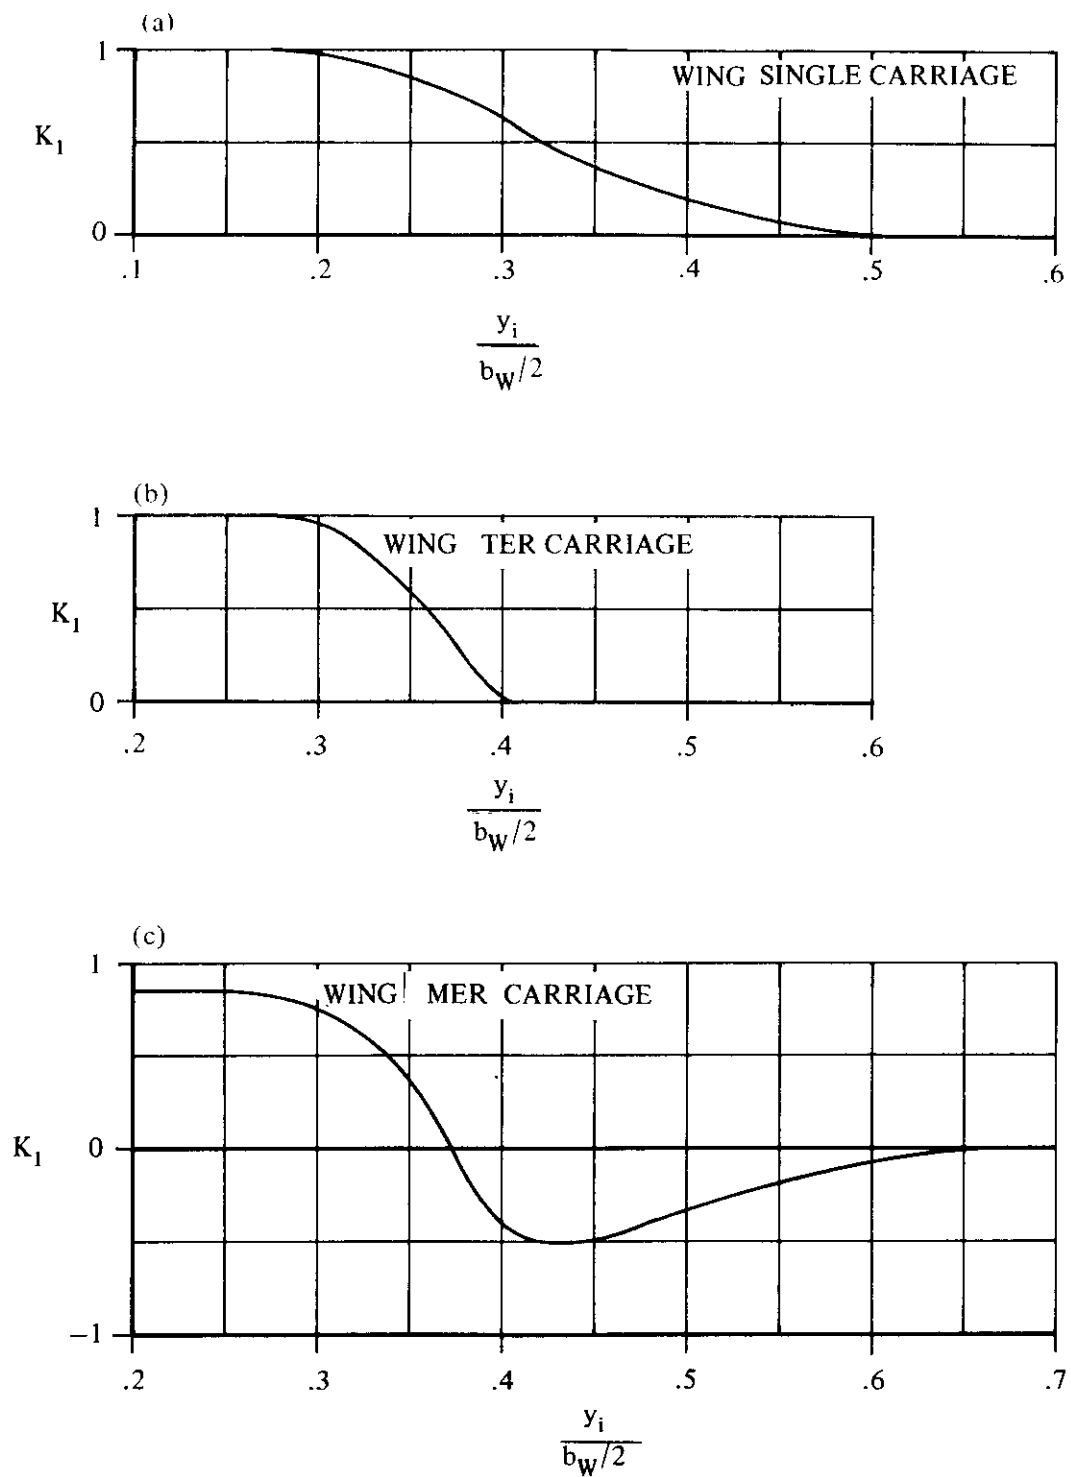 (a)
1
WING SINGLE CARRIAGE
K1
0
.1 .2 .3 .4 .5 .6
yi
bW/2
(b)
1
WING TER CARRIAGE
K1
0
.2 .3 .4 .5 .6
yi
bW/2
(c)
1
WING MER CARRIAGE
K1 0
−1
.2 .3 .4 .5 .6 .7
yi
bW/2